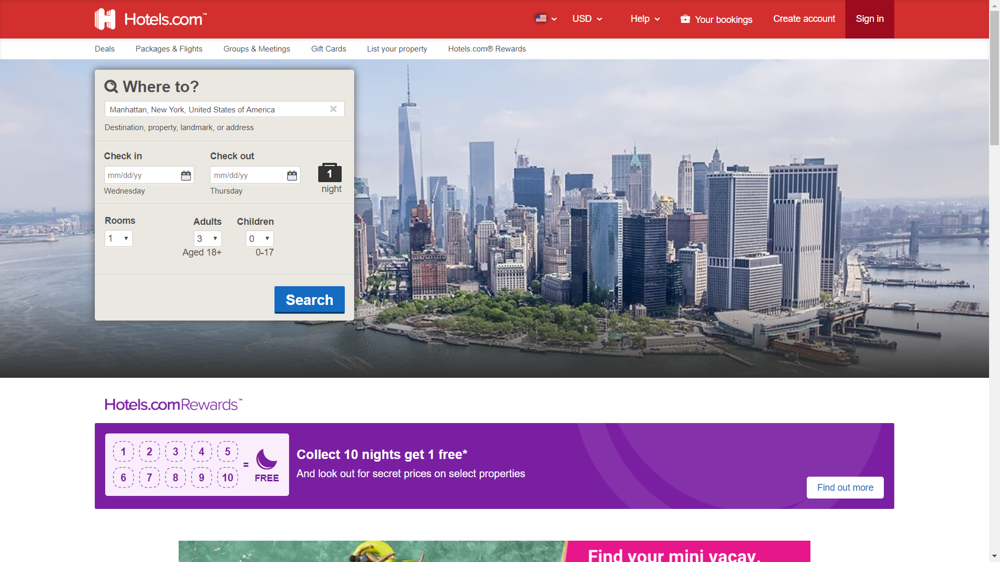 Hotels.com™
USD
Help
Your bookings
Create account
Sign in
Deals
Packages & Flights
Groups & Meetings
Gift Cards
List your property
Hotels.com® Rewards
Where to?
Manhattan, New York, United States of America
Destination, property, landmark, or address
Check in
Check out
mm/dd/yy
mm/dd/yy
1
night
Wednesday
Thursday
Rooms
Adults
Children
1
3
0
Aged 18+
0-17
Search
Hotels.com Rewards™
1 2 3 4 5
6 7 8 9 10
=
FREE
Collect 10 nights get 1 free*
And look out for secret prices on select properties
Find out more
Find your mini vacay.